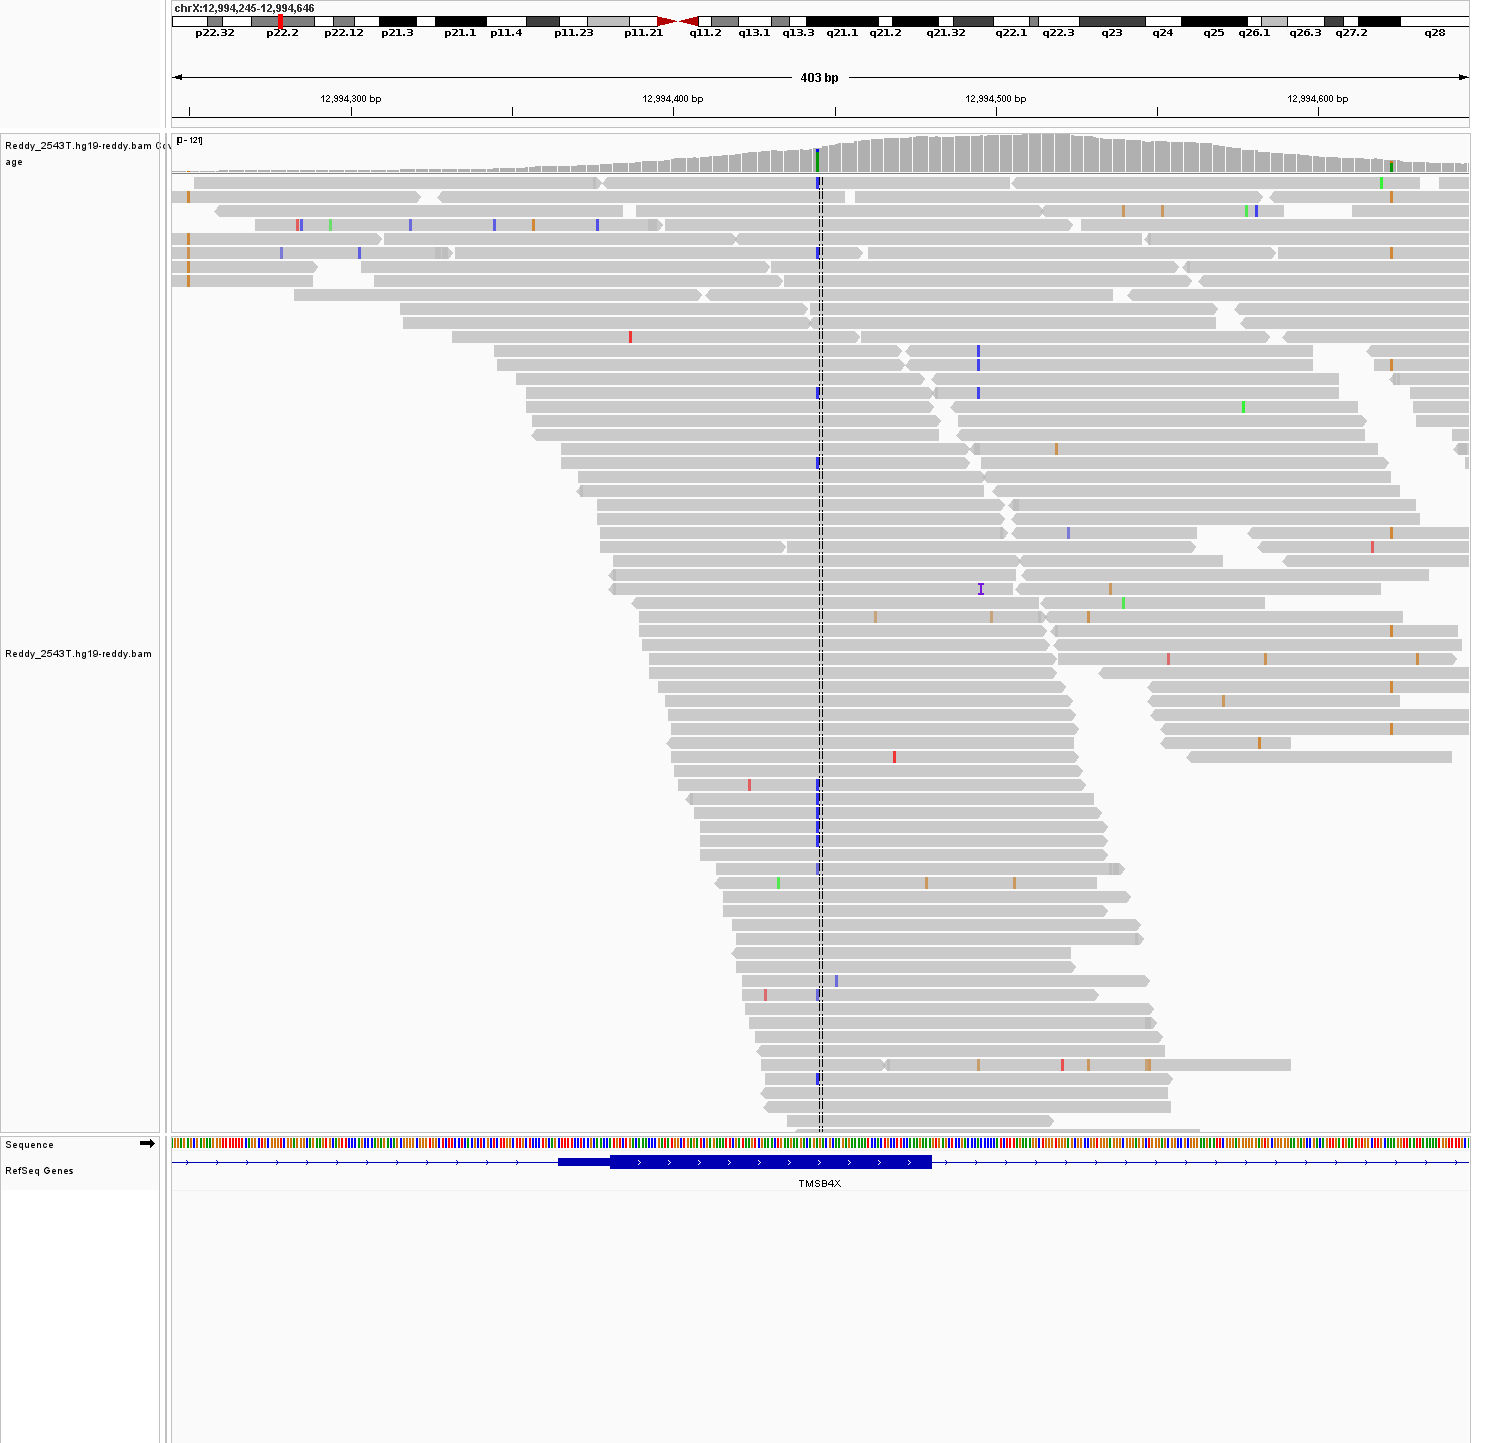 chrX:12,994,245-12,994,646
p22.32 p22.2 p22.12 p21.3 p21.1 p11.4 p11.23 p11.21 q11.2 q13.1 q13.3 q21.1 q21.2 q21.32 q22.1 q22.3 q23 q24 q25 q26.1 q26.3 q27.2 q28
403 bp
12,994,300 bp 12,994,400 bp 12,994,500 bp 12,994,600 bp
[0 - 121]
Reddy_2543T.hg19-reddy.bam Cov
age
Reddy_2543T.hg19-reddy.bam
Sequence
RefSeq Genes
TMSB4X